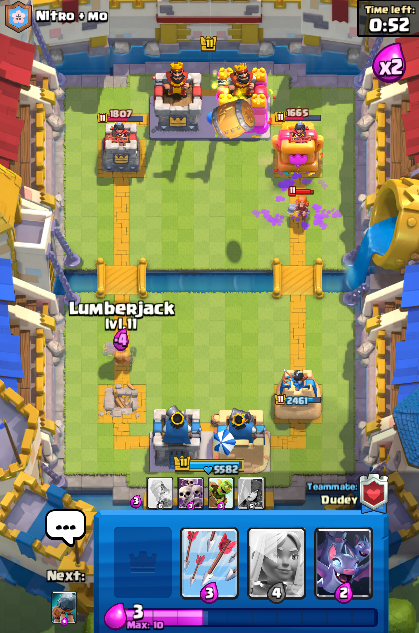 Nitro + mo
Time left:
0:52
x2
1807
1665
Lumberjack
lvl.11
4
2461
5582
3
Teammate:
Dudey
...
Next:
3
4
2
3
Max: 10